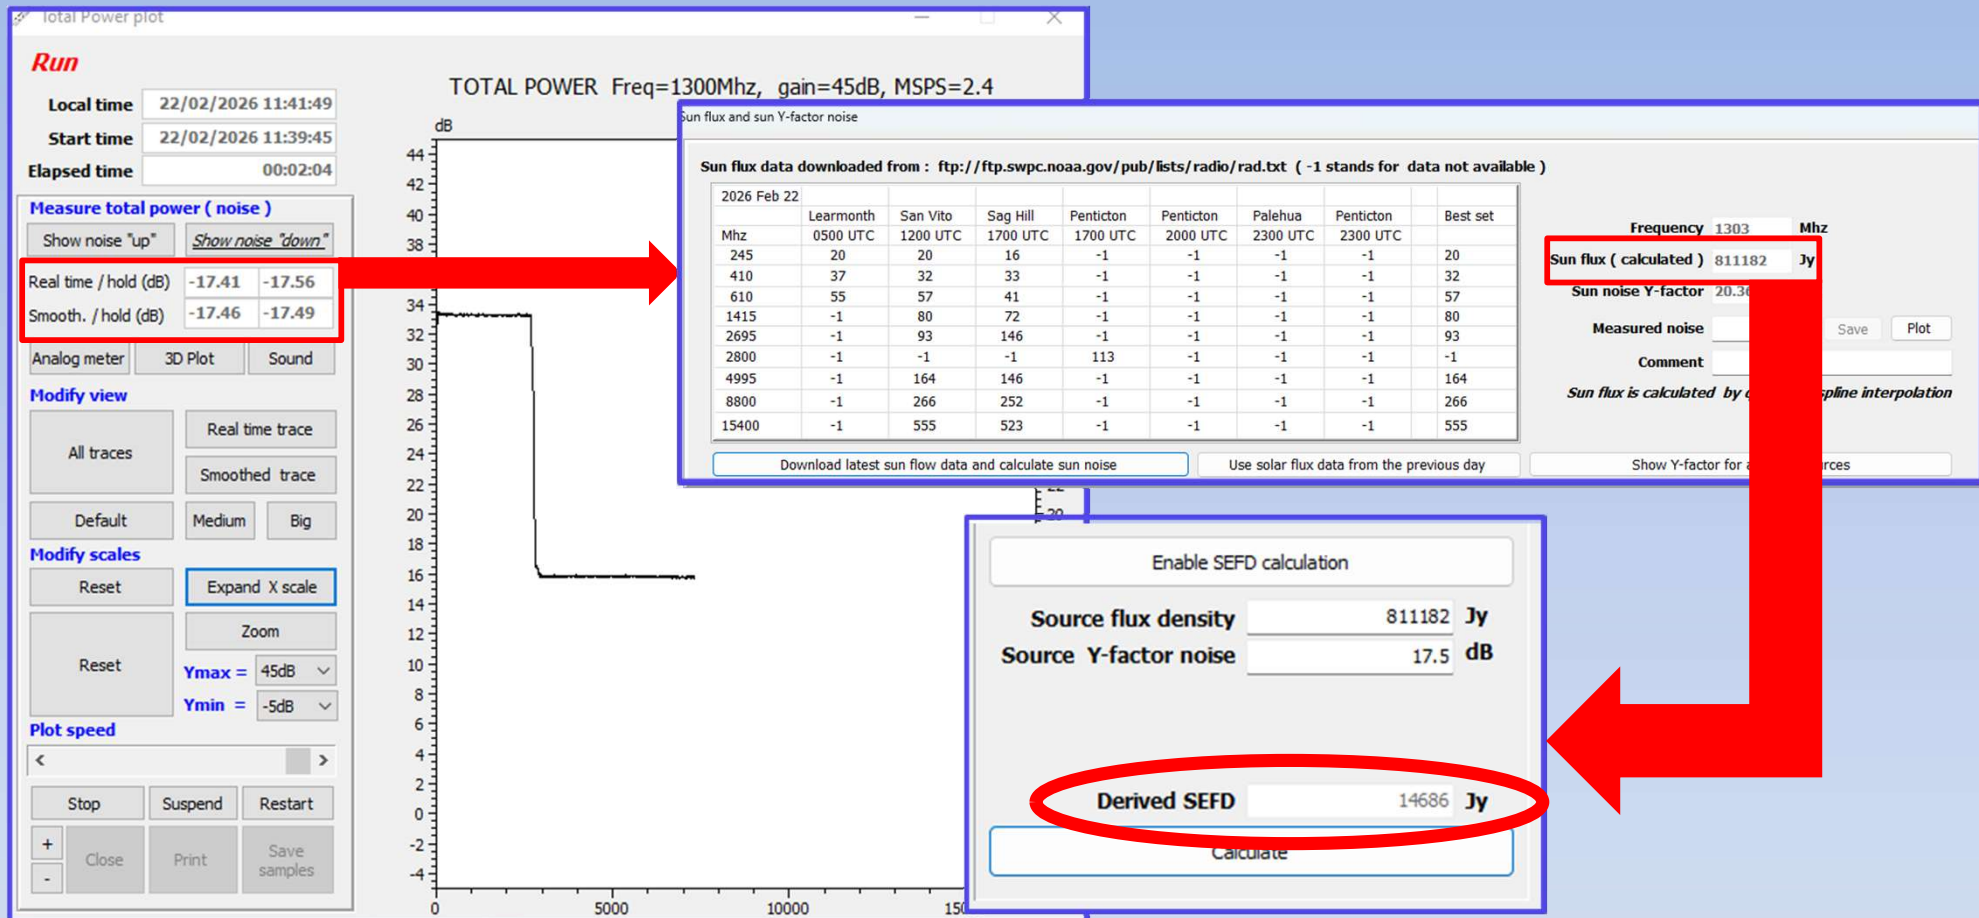 Total Power plot
Run
Local time 22/02/2026 11:41:49
Start time 22/02/2026 11:39:45
Elapsed time 00:02:04
Measure total power ( noise )
Show noise "up" Show noise "down"
Real time / hold (dB) -17.41 -17.56
Smooth. / hold (dB) -17.46 -17.49
Analog meter 3D Plot Sound
Modify view
All traces
Real time trace
Smoothed trace
Default Medium Big
Modify scales
Reset Expand X scale
Reset
Zoom
Ymax = 45dB
Ymin = -5dB
Plot speed
< >
Stop Suspend Restart
+
-
Close Print Save samples
TOTAL POWER Freq=1300Mhz, gain=45dB, MSPS=2.4
dB
44
42
40
38
34
32
30
28
26
24
22
20
18
16
14
12
10
8
6
4
2
0
-2
-4
0 5000 10000
20
Sun flux and sun Y-factor noise
Sun flux data downloaded from : ftp://ftp.swpc.noaa.gov/pub/lists/radio/rad.txt ( -1 stands for data not available )
2026 Feb 22
Learmonth San Vito Sag Hill Penticton Penticton Palehua Penticton Best set
Mhz 0500 UTC 1200 UTC 1700 UTC 1700 UTC 2000 UTC 2300 UTC 2300 UTC
245 20 20 16 -1 -1 -1 -1 20
410 37 32 33 -1 -1 -1 -1 32
610 55 57 41 -1 -1 -1 -1 57
1415 -1 80 72 -1 -1 -1 -1 80
2695 -1 93 146 -1 -1 -1 -1 93
2800 -1 -1 -1 113 -1 -1 -1 -1
4995 -1 164 146 -1 -1 -1 -1 164
8800 -1 266 252 -1 -1 -1 -1 266
15400 -1 555 523 -1 -1 -1 -1 555
Download latest sun flow data and calculate sun noise Use solar flux data from the previous day Show Y-factor for
Frequency 1303 Mhz
Sun flux ( calculated ) 811182 Jy
Sun noise Y-factor 20.36
Measured noise Save Plot
Comment
Sun flux is calculated by spline interpolation
Enable SEFD calculation
Source flux density 811182 Jy
Source Y-factor noise 17.5 dB
Derived SEFD 14686 Jy
Calculate